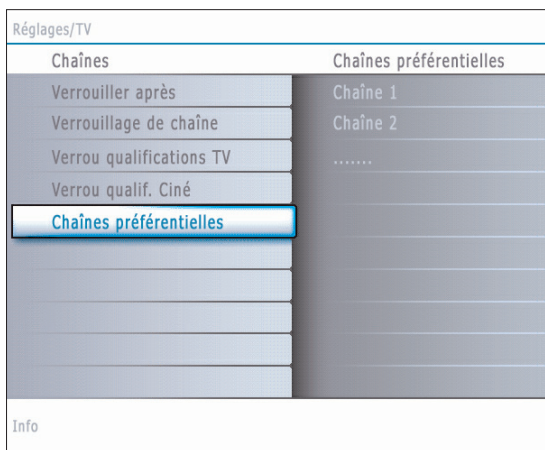 Réglages/TV
Chaînes Chaînes préférentielles
Verrouiller après Chaîne 1
Verrouillage de chaîne Chaîne 2
Verrou qualifications TV .......
Verrou qualif. Ciné
Chaînes préférentielles
Info